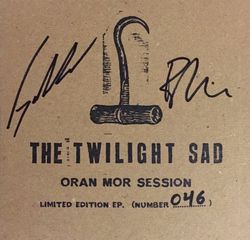 THE TWILIGHT SAD
ORAN MOR SESSION
LIMITED EDITION EP. (NUMBER 046)